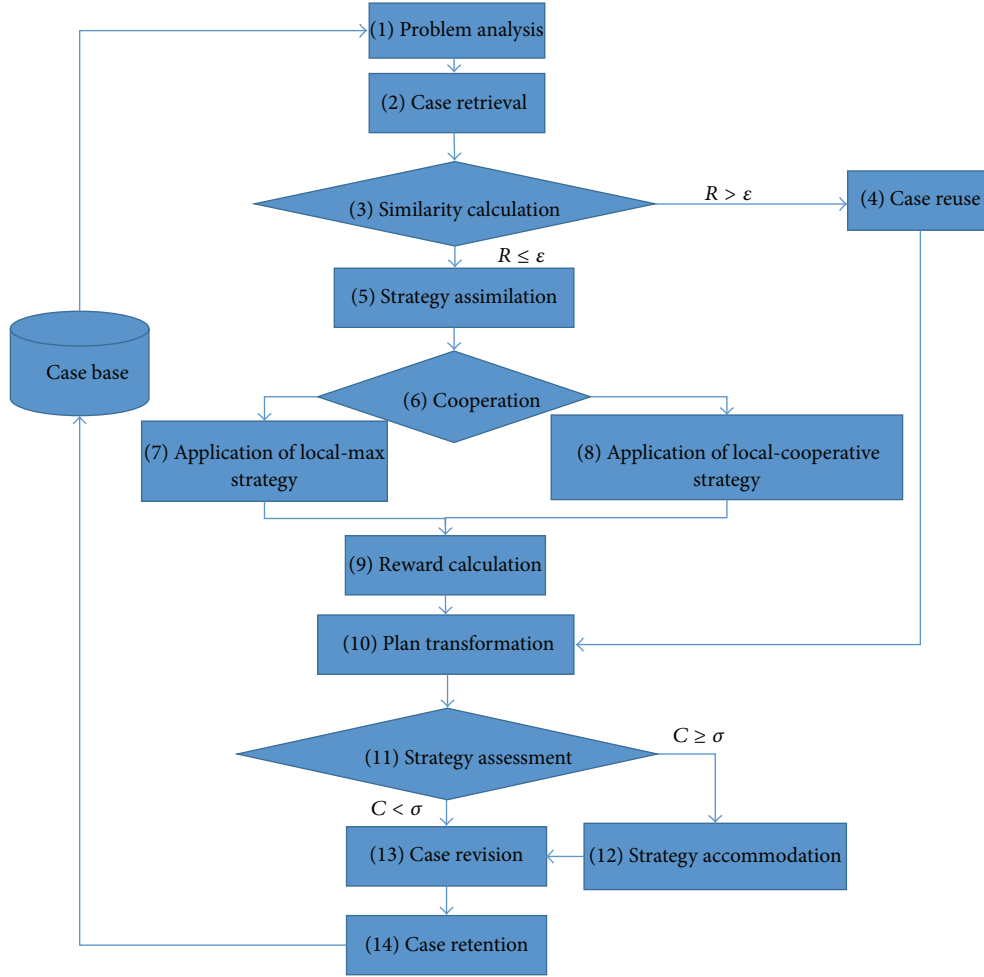 (1) Problem analysis
(2) Case retrieval
(3) Similarity calculation
R > ε
(4) Case reuse
R ≤ ε
(5) Strategy assimilation
Case base
(6) Cooperation
(7) Application of local-max
strategy
(8) Application of local-cooperative
strategy
(9) Reward calculation
(10) Plan transformation
(11) Strategy assessment
C ≥ σ
C < σ
(12) Strategy accommodation
(13) Case revision
(14) Case retention